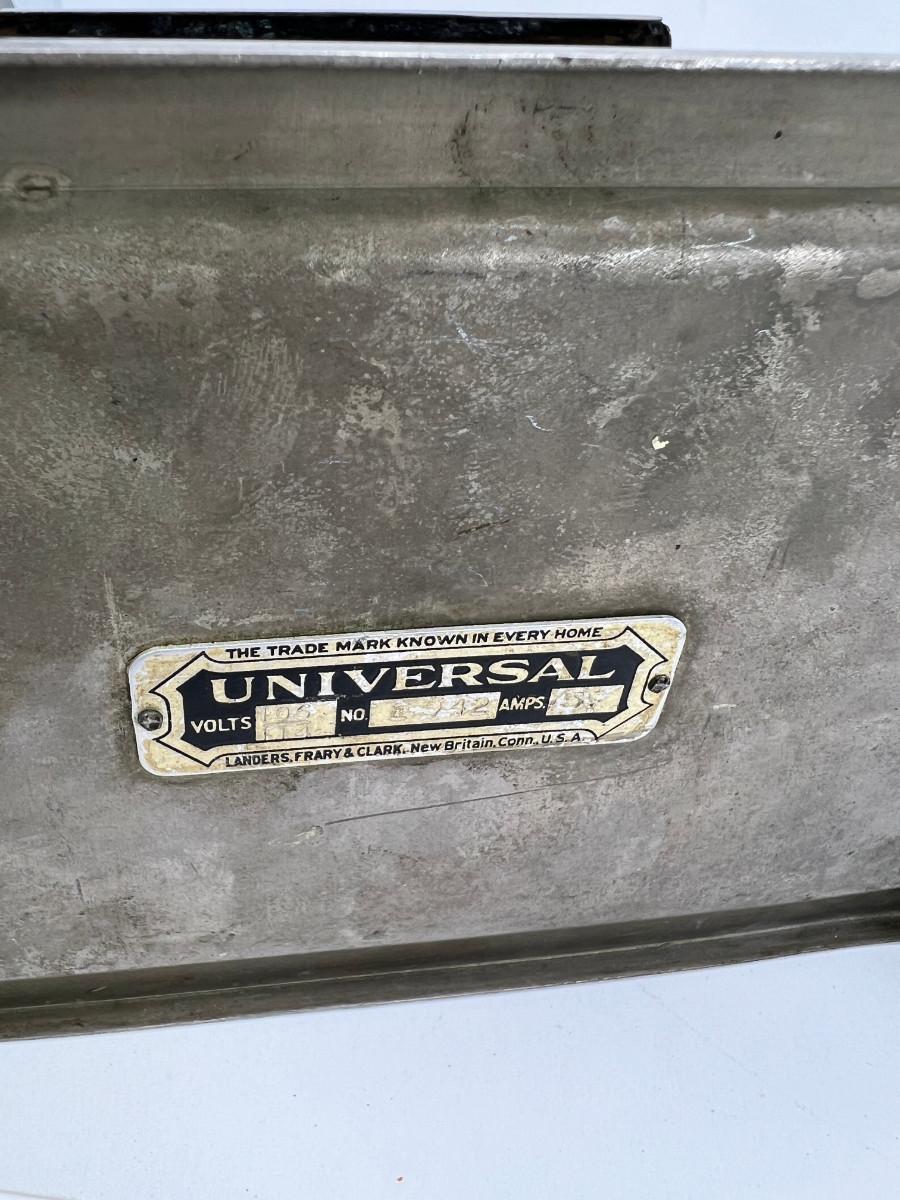 THE TRADE MARK KNOWN IN EVERY HOME
UNIVERSAL
VOLTS NO. AMPS.
LANDERS, FRARY & CLARK, New Britain, Conn., U.S.A.